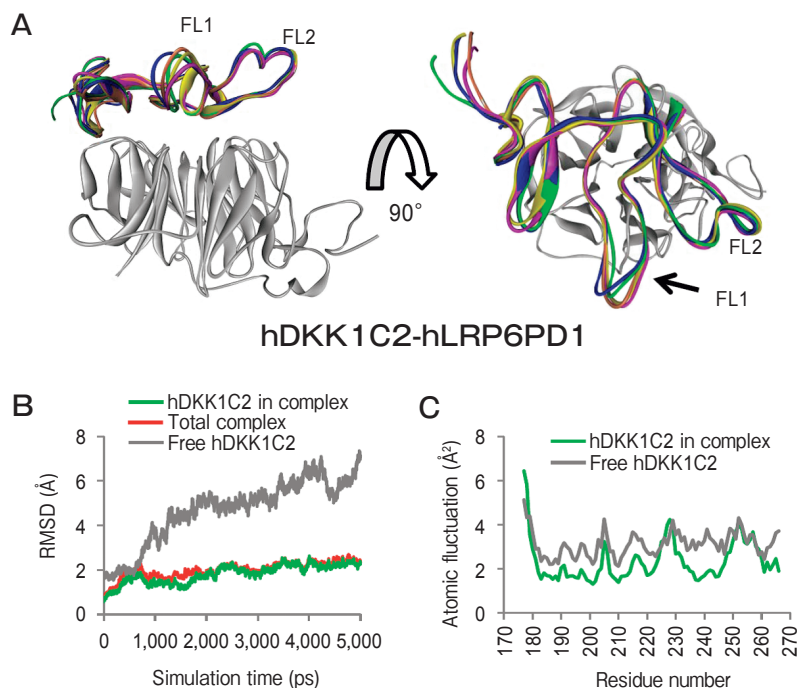 A
FL1
FL2
90°
FL2
FL1
hDKK1C2-hLRP6PD1
B
hDKK1C2 in complex
Total complex
Free hDKK1C2
RMSD (Å)
8
6
4
2
0
0 1,000 2,000 3,000 4,000 5,000
Simulation time (ps)
C
hDKK1C2 in complex
Free hDKK1C2
Atomic fluctuation (Å²)
8
6
4
2
0
170 180 190 200 210 220 230 240 250 260 270
Residue number